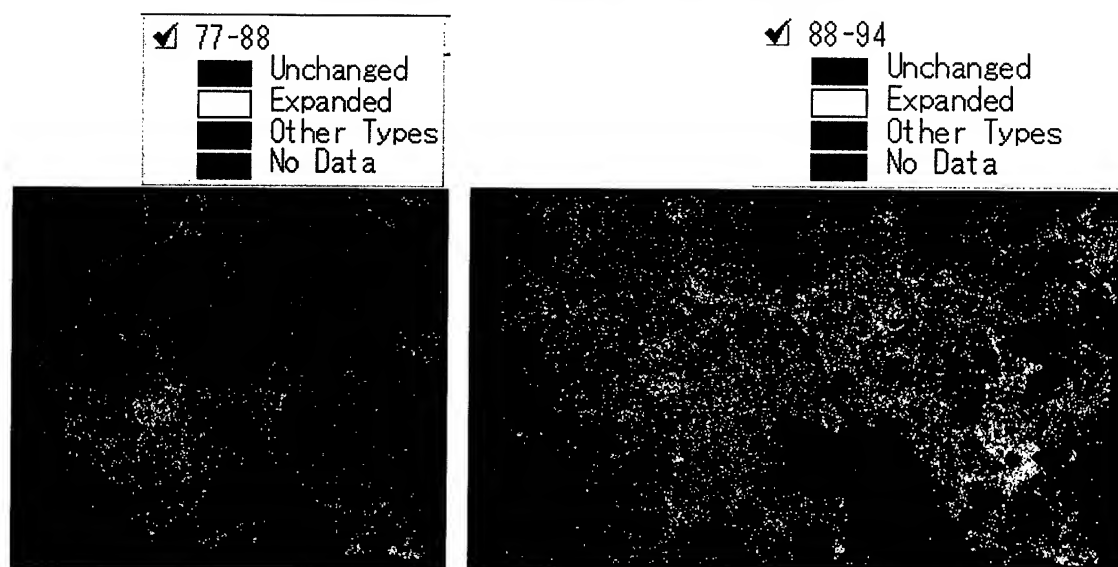 77-88
Unchanged
Expanded
Other Types
No Data
88-94
Unchanged
Expanded
Other Types
No Data